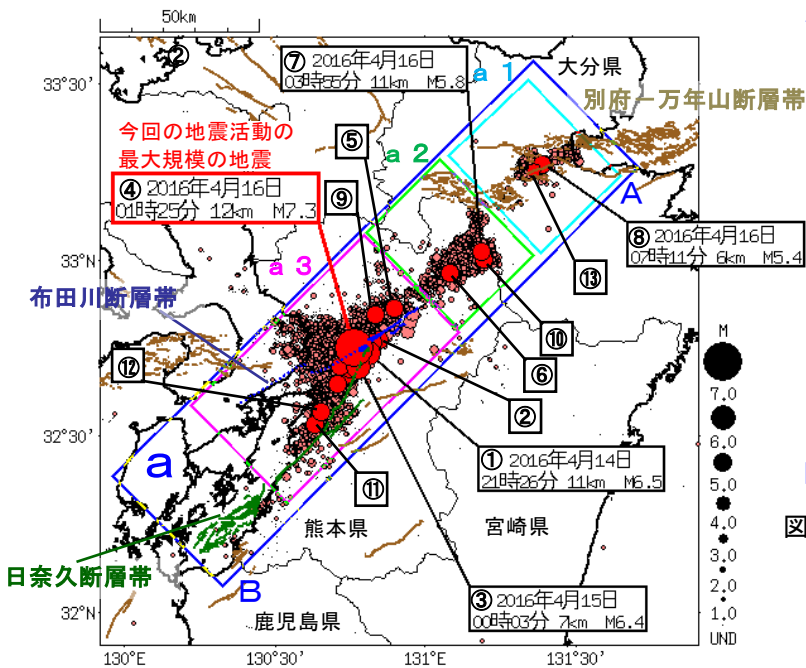 50km
②
33°30'
33°N
32°30'
32°N
130°E
130°30'
131°E
131°30'
⑦ 2016年4月16日
03時55分 11km M5.8
a 1
大分県
別府－万年山断層帯
今回の地震活動の
最大規模の地震
④ 2016年4月16日
01時25分 12km M7.3
⑤
a 2
⑨
A
⑧ 2016年4月16日
07時11分 6km M5.4
a 3
⑬
布田川断層帯
⑩
⑥
⑫
②
M
7.0
6.0
5.0
4.0
3.0
2.0
1.0
UND
a
① 2016年4月14日
21時26分 11km M6.5
⑪
熊本県
宮崎県
図
日奈久断層帯
B
③ 2016年4月15日
00時03分 7km M6.4
鹿児島県